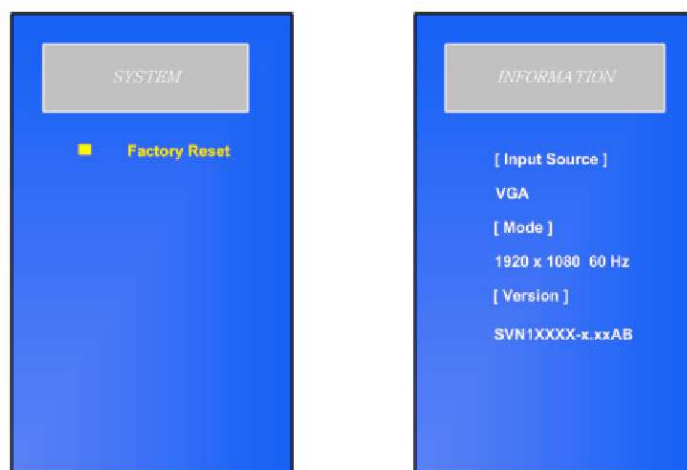 SYSTEM
Factory Reset
INFORMATION
[ Input Source ]
VGA
[ Mode ]
1920 x 1080 60 Hz
[ Version ]
SVN1XXXX-x.xxAB